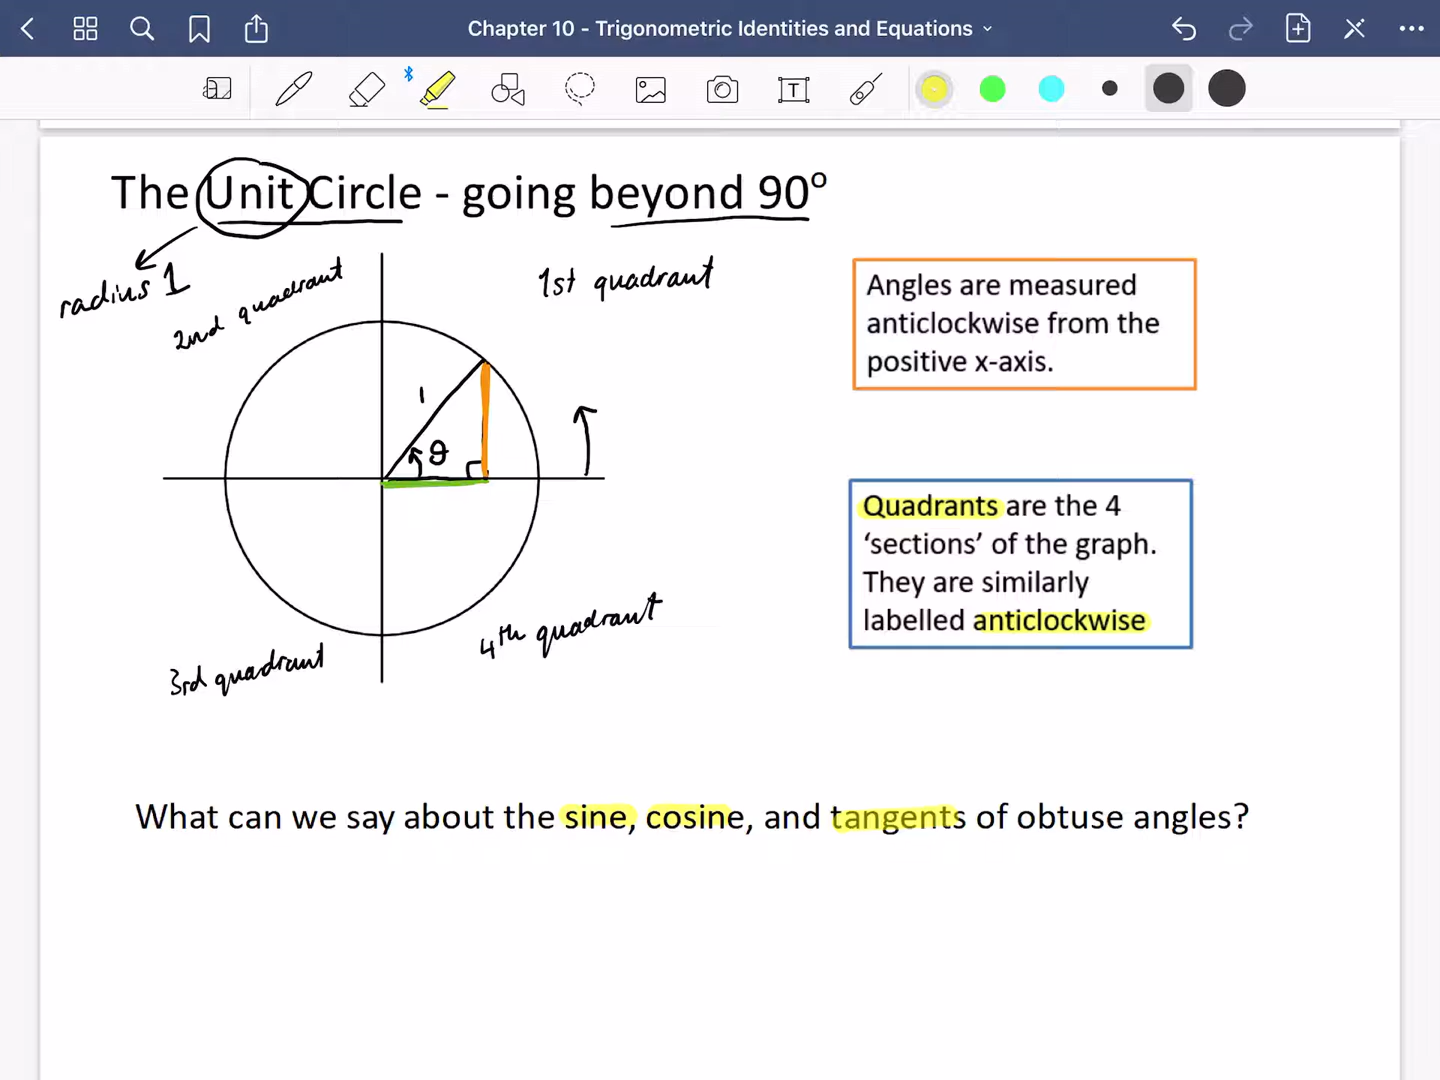 Chapter 10 - Trigonometric Identities and Equations
a
T
The Unit Circle - going beyond 90°
radius 1
2nd quadrant
1st quadrant
Angles are measured
anticlockwise from the
positive x-axis.
1
θ
Quadrants are the 4
‘sections’ of the graph.
They are similarly
labelled anticlockwise
3rd quadrant
4th quadrant
What can we say about the sine, cosine, and tangents of obtuse angles?